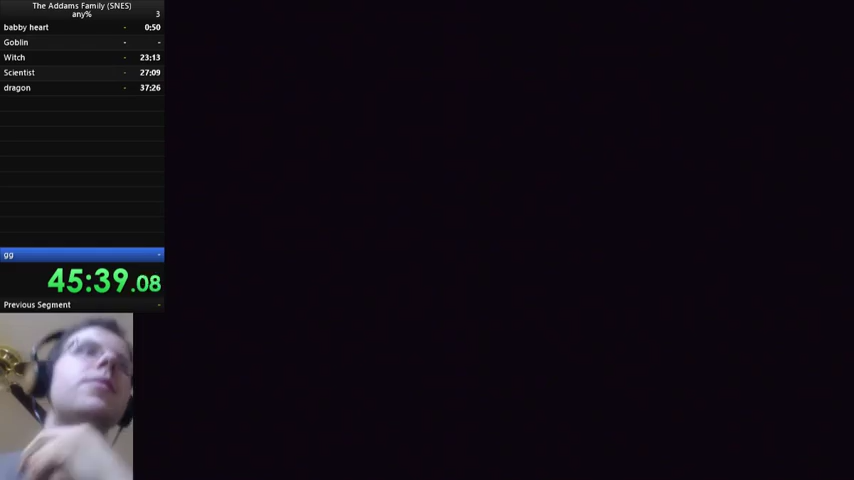 The Addams Family (SNES)
any% 3
babby heart - 0:50
Goblin - -
Witch - 23:13
Scientist - 27:09
dragon - 37:26
gg -
45:39.08
Previous Segment -